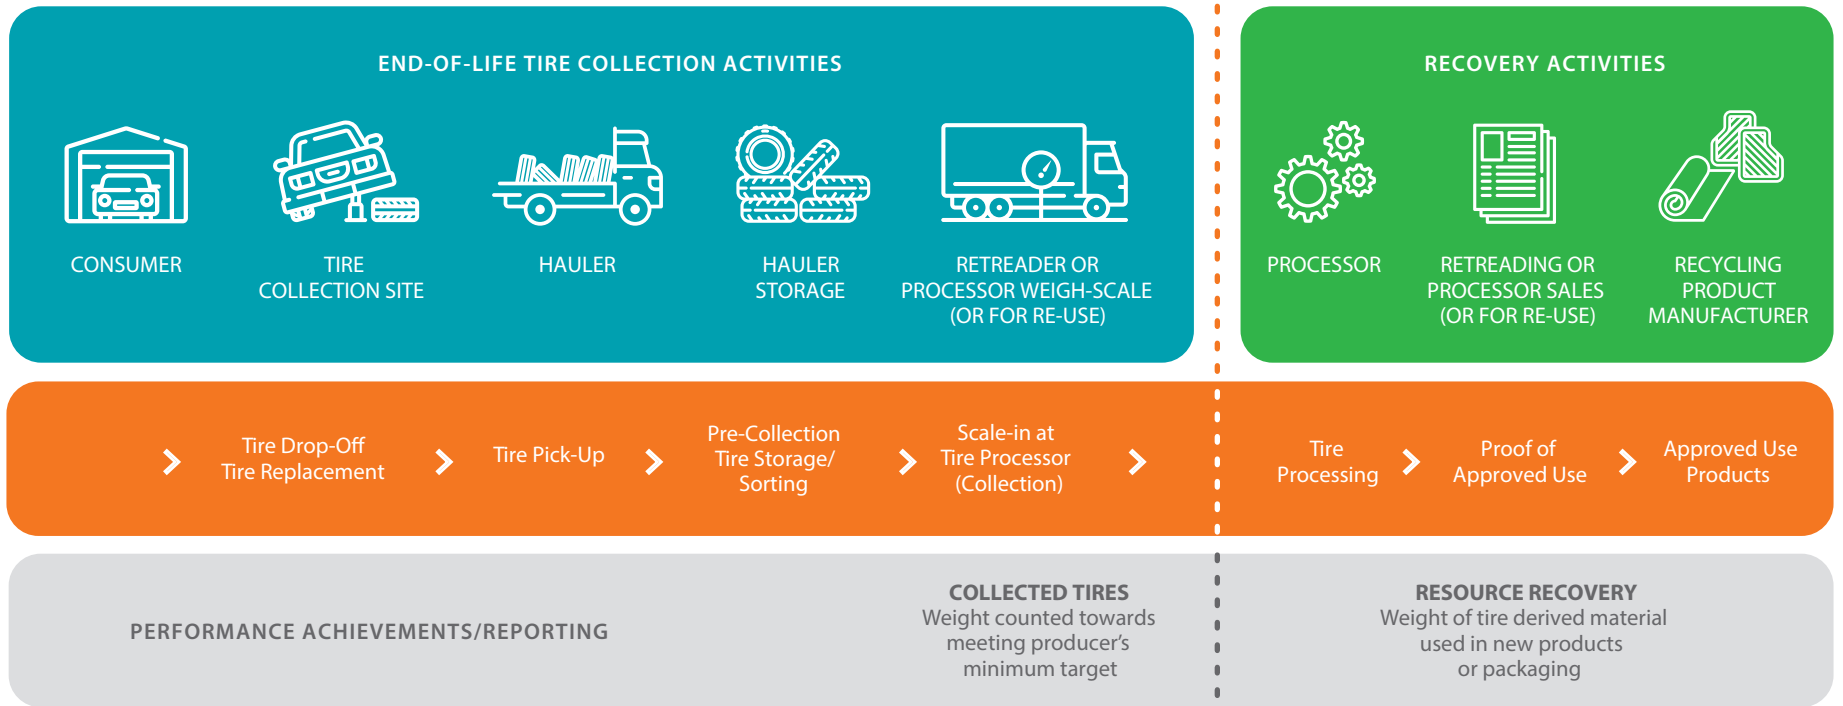 END-OF-LIFE TIRE COLLECTION ACTIVITIES
CONSUMER
TIRE
COLLECTION SITE
HAULER
HAULER
STORAGE
RETREADER OR
PROCESSOR WEIGH-SCALE
(OR FOR RE-USE)
RECOVERY ACTIVITIES
PROCESSOR
RETREADING OR
PROCESSOR SALES
(OR FOR RE-USE)
RECYCLING
PRODUCT
MANUFACTURER
Tire Drop-Off
Tire Replacement
Tire Pick-Up
Pre-Collection
Tire Storage/
Sorting
Scale-in at
Tire Processor
(Collection)
Tire
Processing
Proof of
Approved Use
Approved Use
Products
PERFORMANCE ACHIEVEMENTS/REPORTING
COLLECTED TIRES
Weight counted towards
meeting producer’s
minimum target
RESOURCE RECOVERY
Weight of tire derived material
used in new products
or packaging